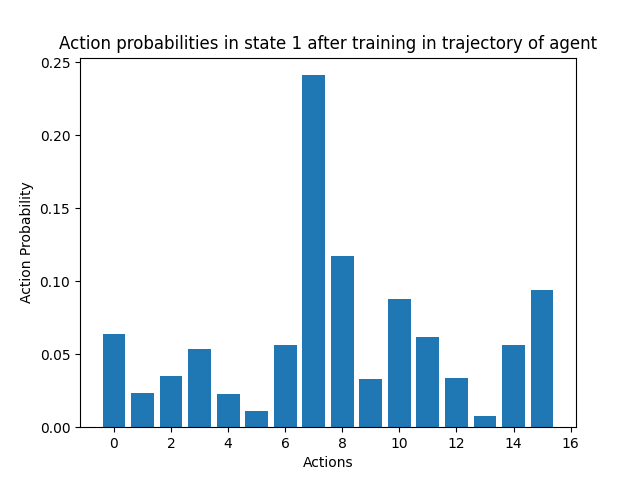 Action probabilities in state 1 after training in trajectory of agent
0.25
0.20
0.15
0.10
0.05
0.00
Action Probability
0 2 4 6 8 10 12 14 16
Actions